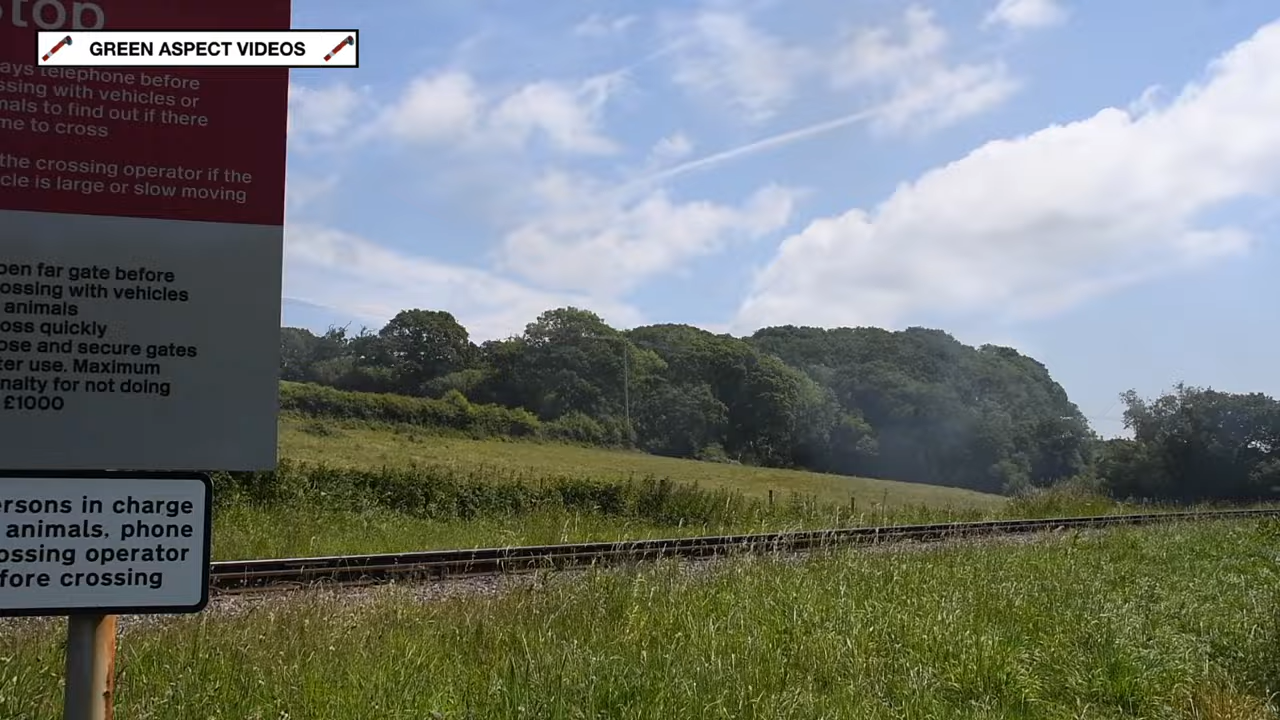 Stop
GREEN ASPECT VIDEOS
ays telephone before
ssing with vehicles or
mals to find out if there
me to cross
the crossing operator if the
cle is large or slow moving
pen far gate before
ossing with vehicles
animals
oss quickly
ose and secure gates
ter use. Maximum
nalty for not doing
£1000
ersons in charge
animals, phone
ossing operator
fore crossing